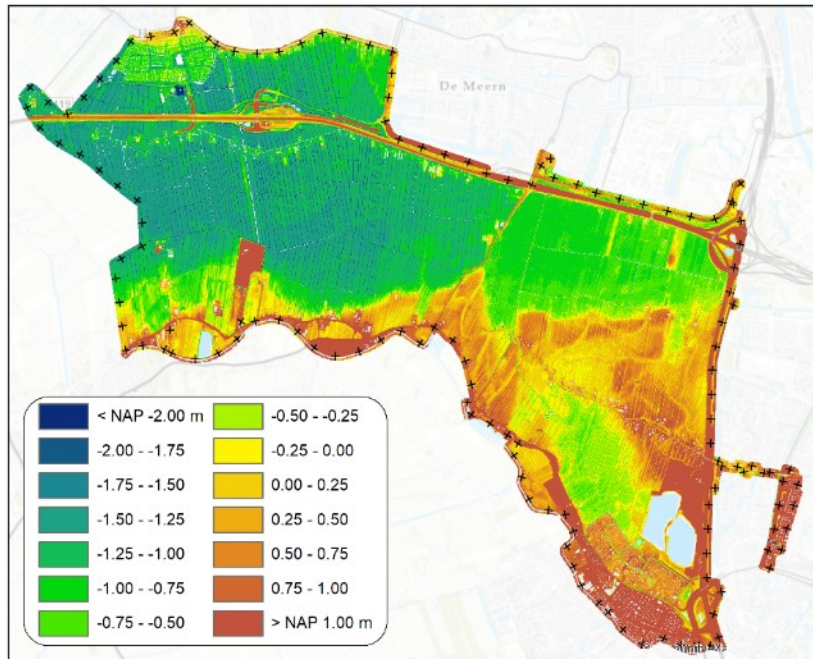 De Meern
< NAP -2.00 m
-2.00 - -1.75
-1.75 - -1.50
-1.50 - -1.25
-1.25 - -1.00
-1.00 - -0.75
-0.75 - -0.50
-0.50 - -0.25
-0.25 - 0.00
0.00 - 0.25
0.25 - 0.50
0.50 - 0.75
0.75 - 1.00
> NAP 1.00 m